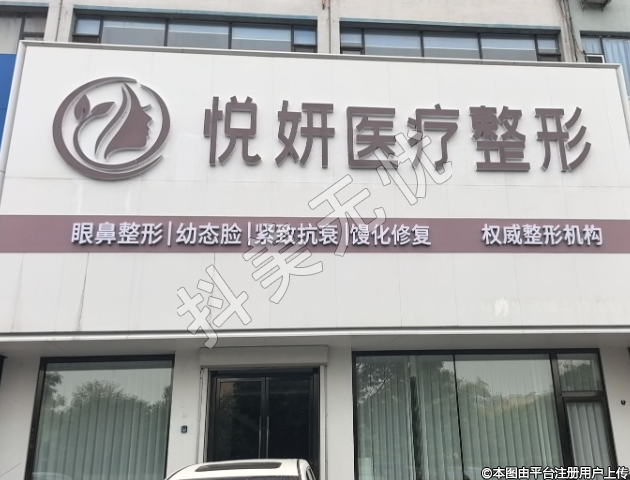 悦妍医疗整形
眼鼻整形|幼态脸|紧致抗衰|馒化修复 权威整形机构
抖美无忧
©本图由平台注册用户上传